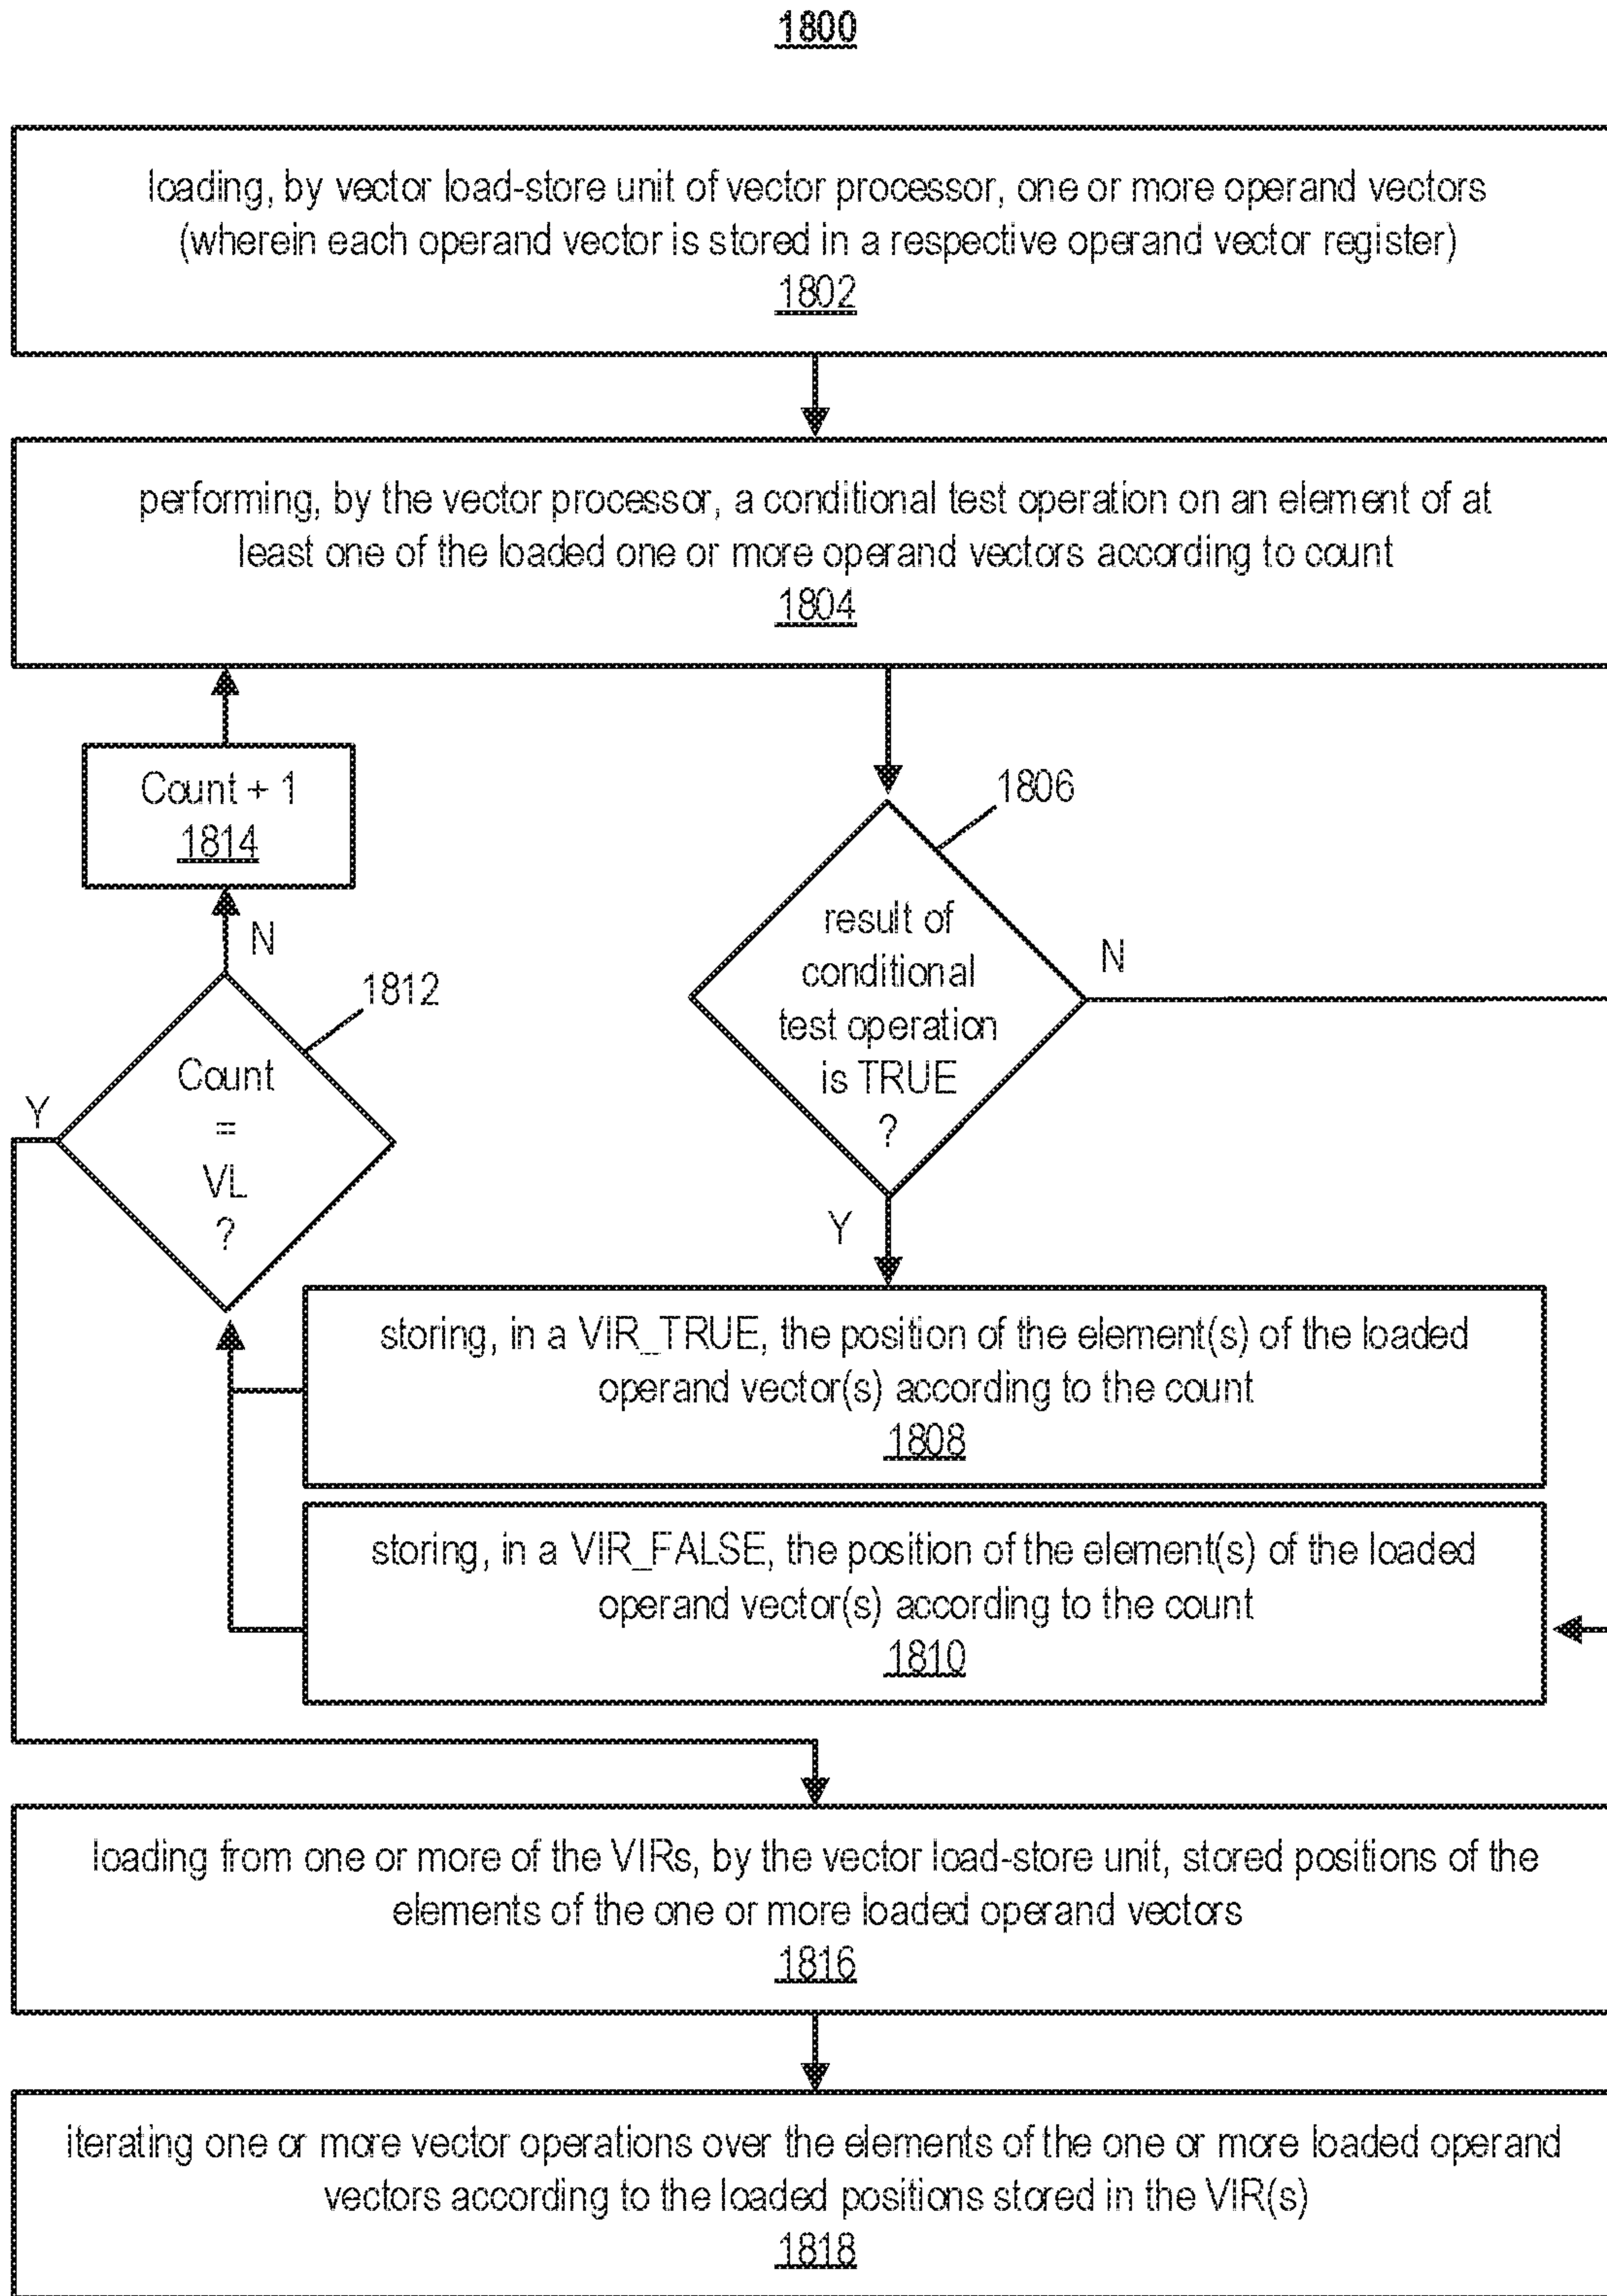 1800
loading, by vector load-store unit of vector processor, one or more operand vectors
(wherein each operand vector is stored in a respective operand vector register)
1802
performing, by the vector processor, a conditional test operation on an element of at
least one of the loaded one or more operand vectors according to count
1804
Count + 1
1814
N
1812
Count
=
VL
?
Y
1806
result of
conditional
test operation
is TRUE
?
N
Y
storing, in a VIR_TRUE, the position of the element(s) of the loaded
operand vector(s) according to the count
1808
storing, in a VIR_FALSE, the position of the element(s) of the loaded
operand vector(s) according to the count
1810
loading from one or more of the VIRs, by the vector load-store unit, stored positions of the
elements of the one or more loaded operand vectors
1816
iterating one or more vector operations over the elements of the one or more loaded operand
vectors according to the loaded positions stored in the VIR(s)
1818